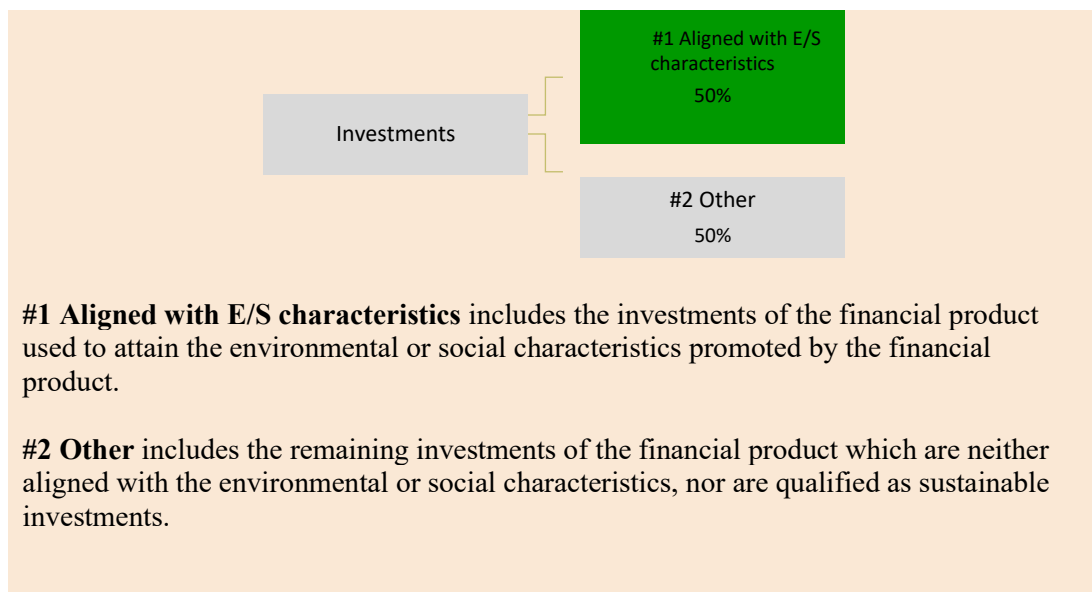 #1 Aligned with E/S
characteristics
50%
Investments
#2 Other
50%
#1 Aligned with E/S characteristics includes the investments of the financial product
used to attain the environmental or social characteristics promoted by the financial
product.
#2 Other includes the remaining investments of the financial product which are neither
aligned with the environmental or social characteristics, nor are qualified as sustainable
investments.